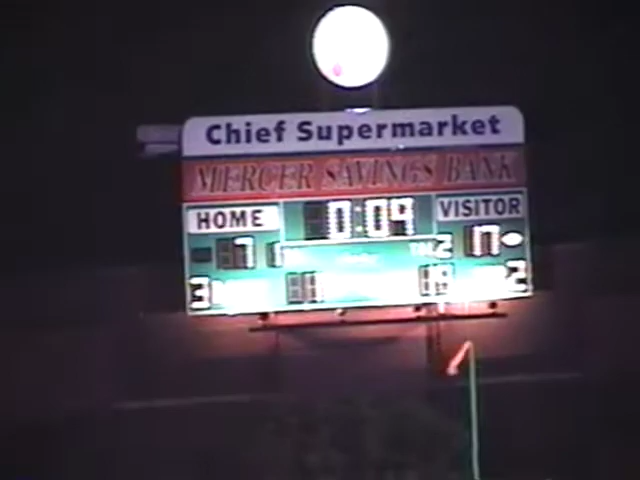 Chief Supermarket
MERCER SAVINGS BANK
HOME 0:09 VISITOR
7 2 17
3 2